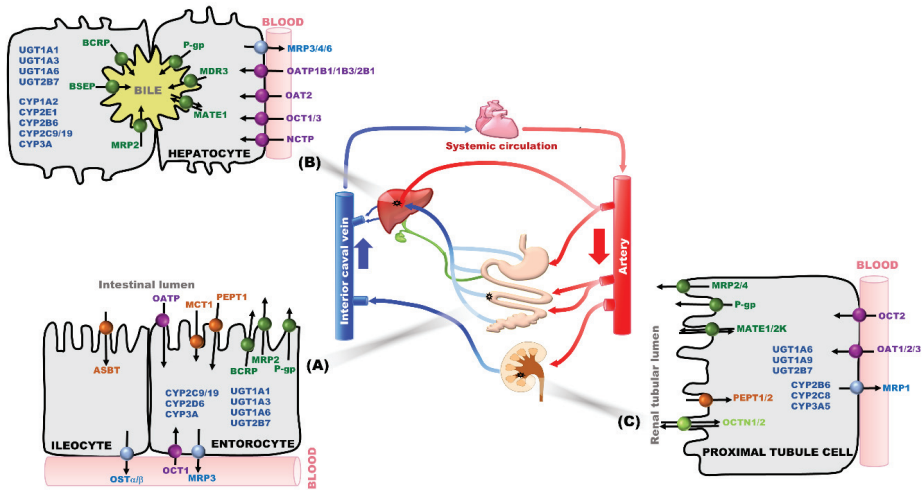 BLOOD
UGT1A1
UGT1A3
UGT1A6
UGT2B7
CYP1A2
CYP2E1
CYP2B6
CYP2C9/19
CYP3A
BCRP
P-gp
BSEP
BILE
MDR3
MATE1
MRP2
HEPATOCYTE
MRP3/4/6
OATP1B1/1B3/2B1
OAT2
OCT1/3
NCTP
(B)
Systemic circulation
Interior caval vein
Artery
Intestinal lumen
OATP
MCT1
PEPT1
ASBT
BCRP
MRP2
P-gp
(A)
CYP2C9/19
CYP2D6
CYP3A
UGT1A1
UGT1A3
UGT1A6
UGT2B7
ILEOCYTE
ENTOROCYTE
OSTα/β
OCT1
MRP3
BLOOD
BLOOD
Renal tubular lumen
MRP2/4
P-gp
MATE1/2K
OCT2
OAT1/2/3
MRP1
UGT1A6
UGT1A9
UGT2B7
CYP2B6
CYP2C8
CYP3A5
PEPT1/2
OCTN1/2
(C)
PROXIMAL TUBULE CELL